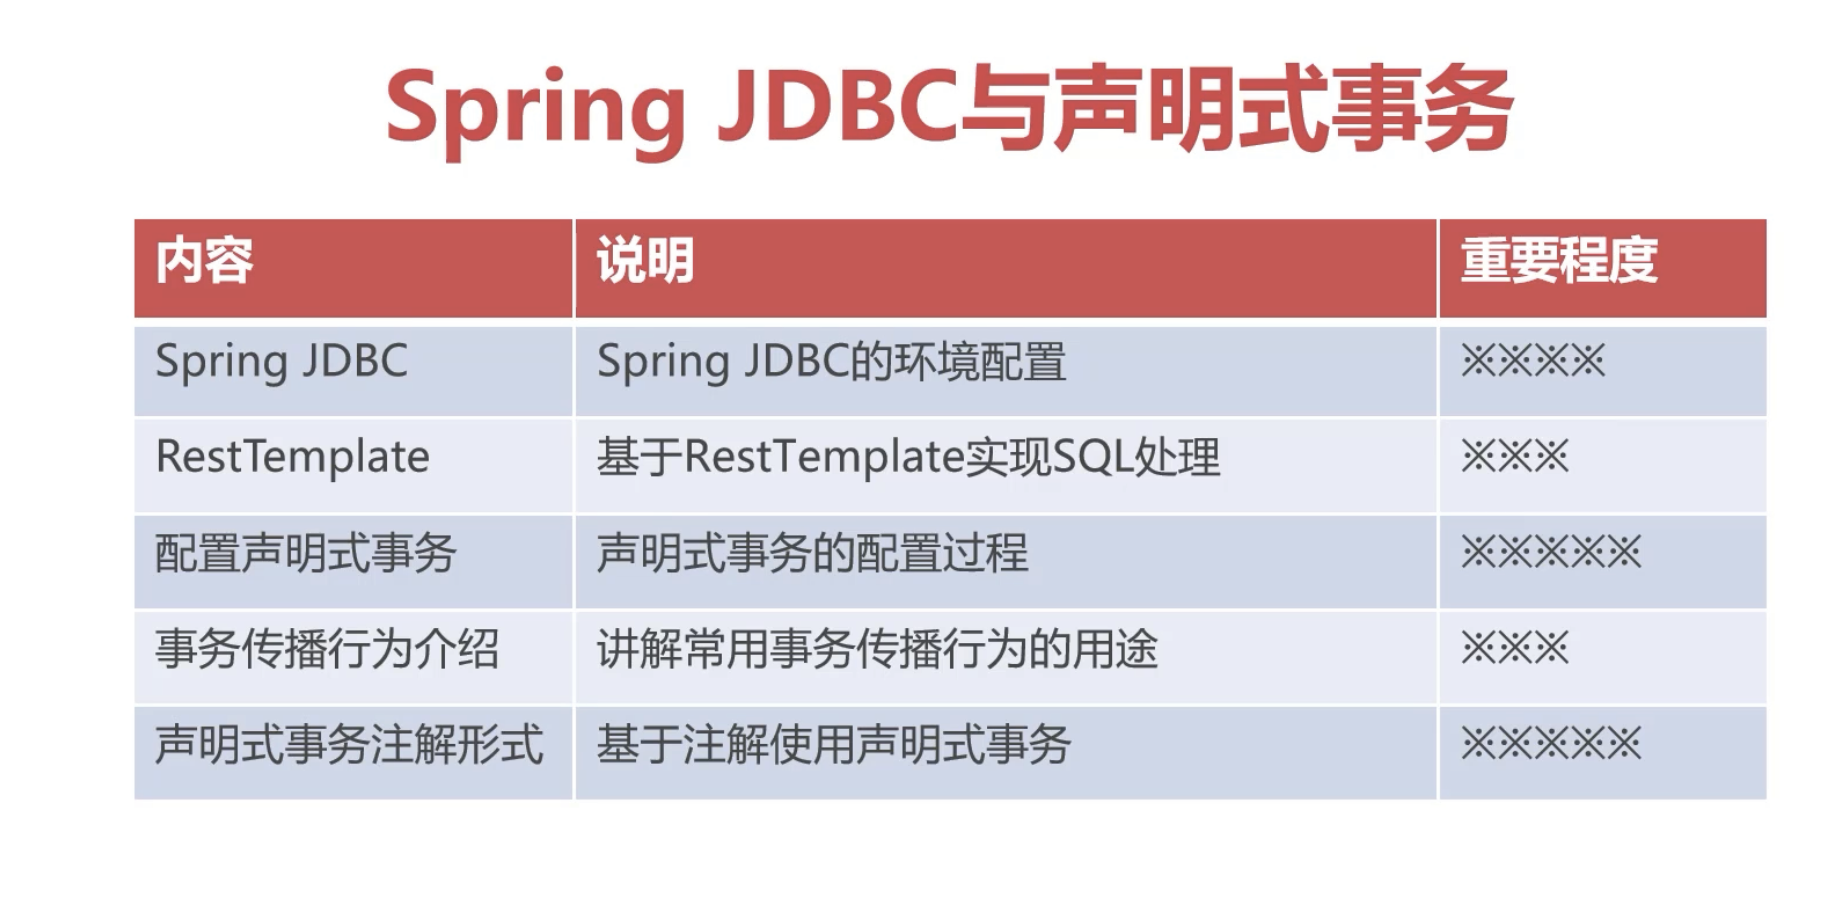 Spring JDBC与声明式事务
内容 说明 重要程度
Spring JDBC Spring JDBC的环境配置 ※※※※
RestTemplate 基于RestTemplate实现SQL处理 ※※※
配置声明式事务 声明式事务的配置过程 ※※※※※
事务传播行为介绍 讲解常用事务传播行为的用途 ※※※
声明式事务注解形式 基于注解使用声明式事务 ※※※※※